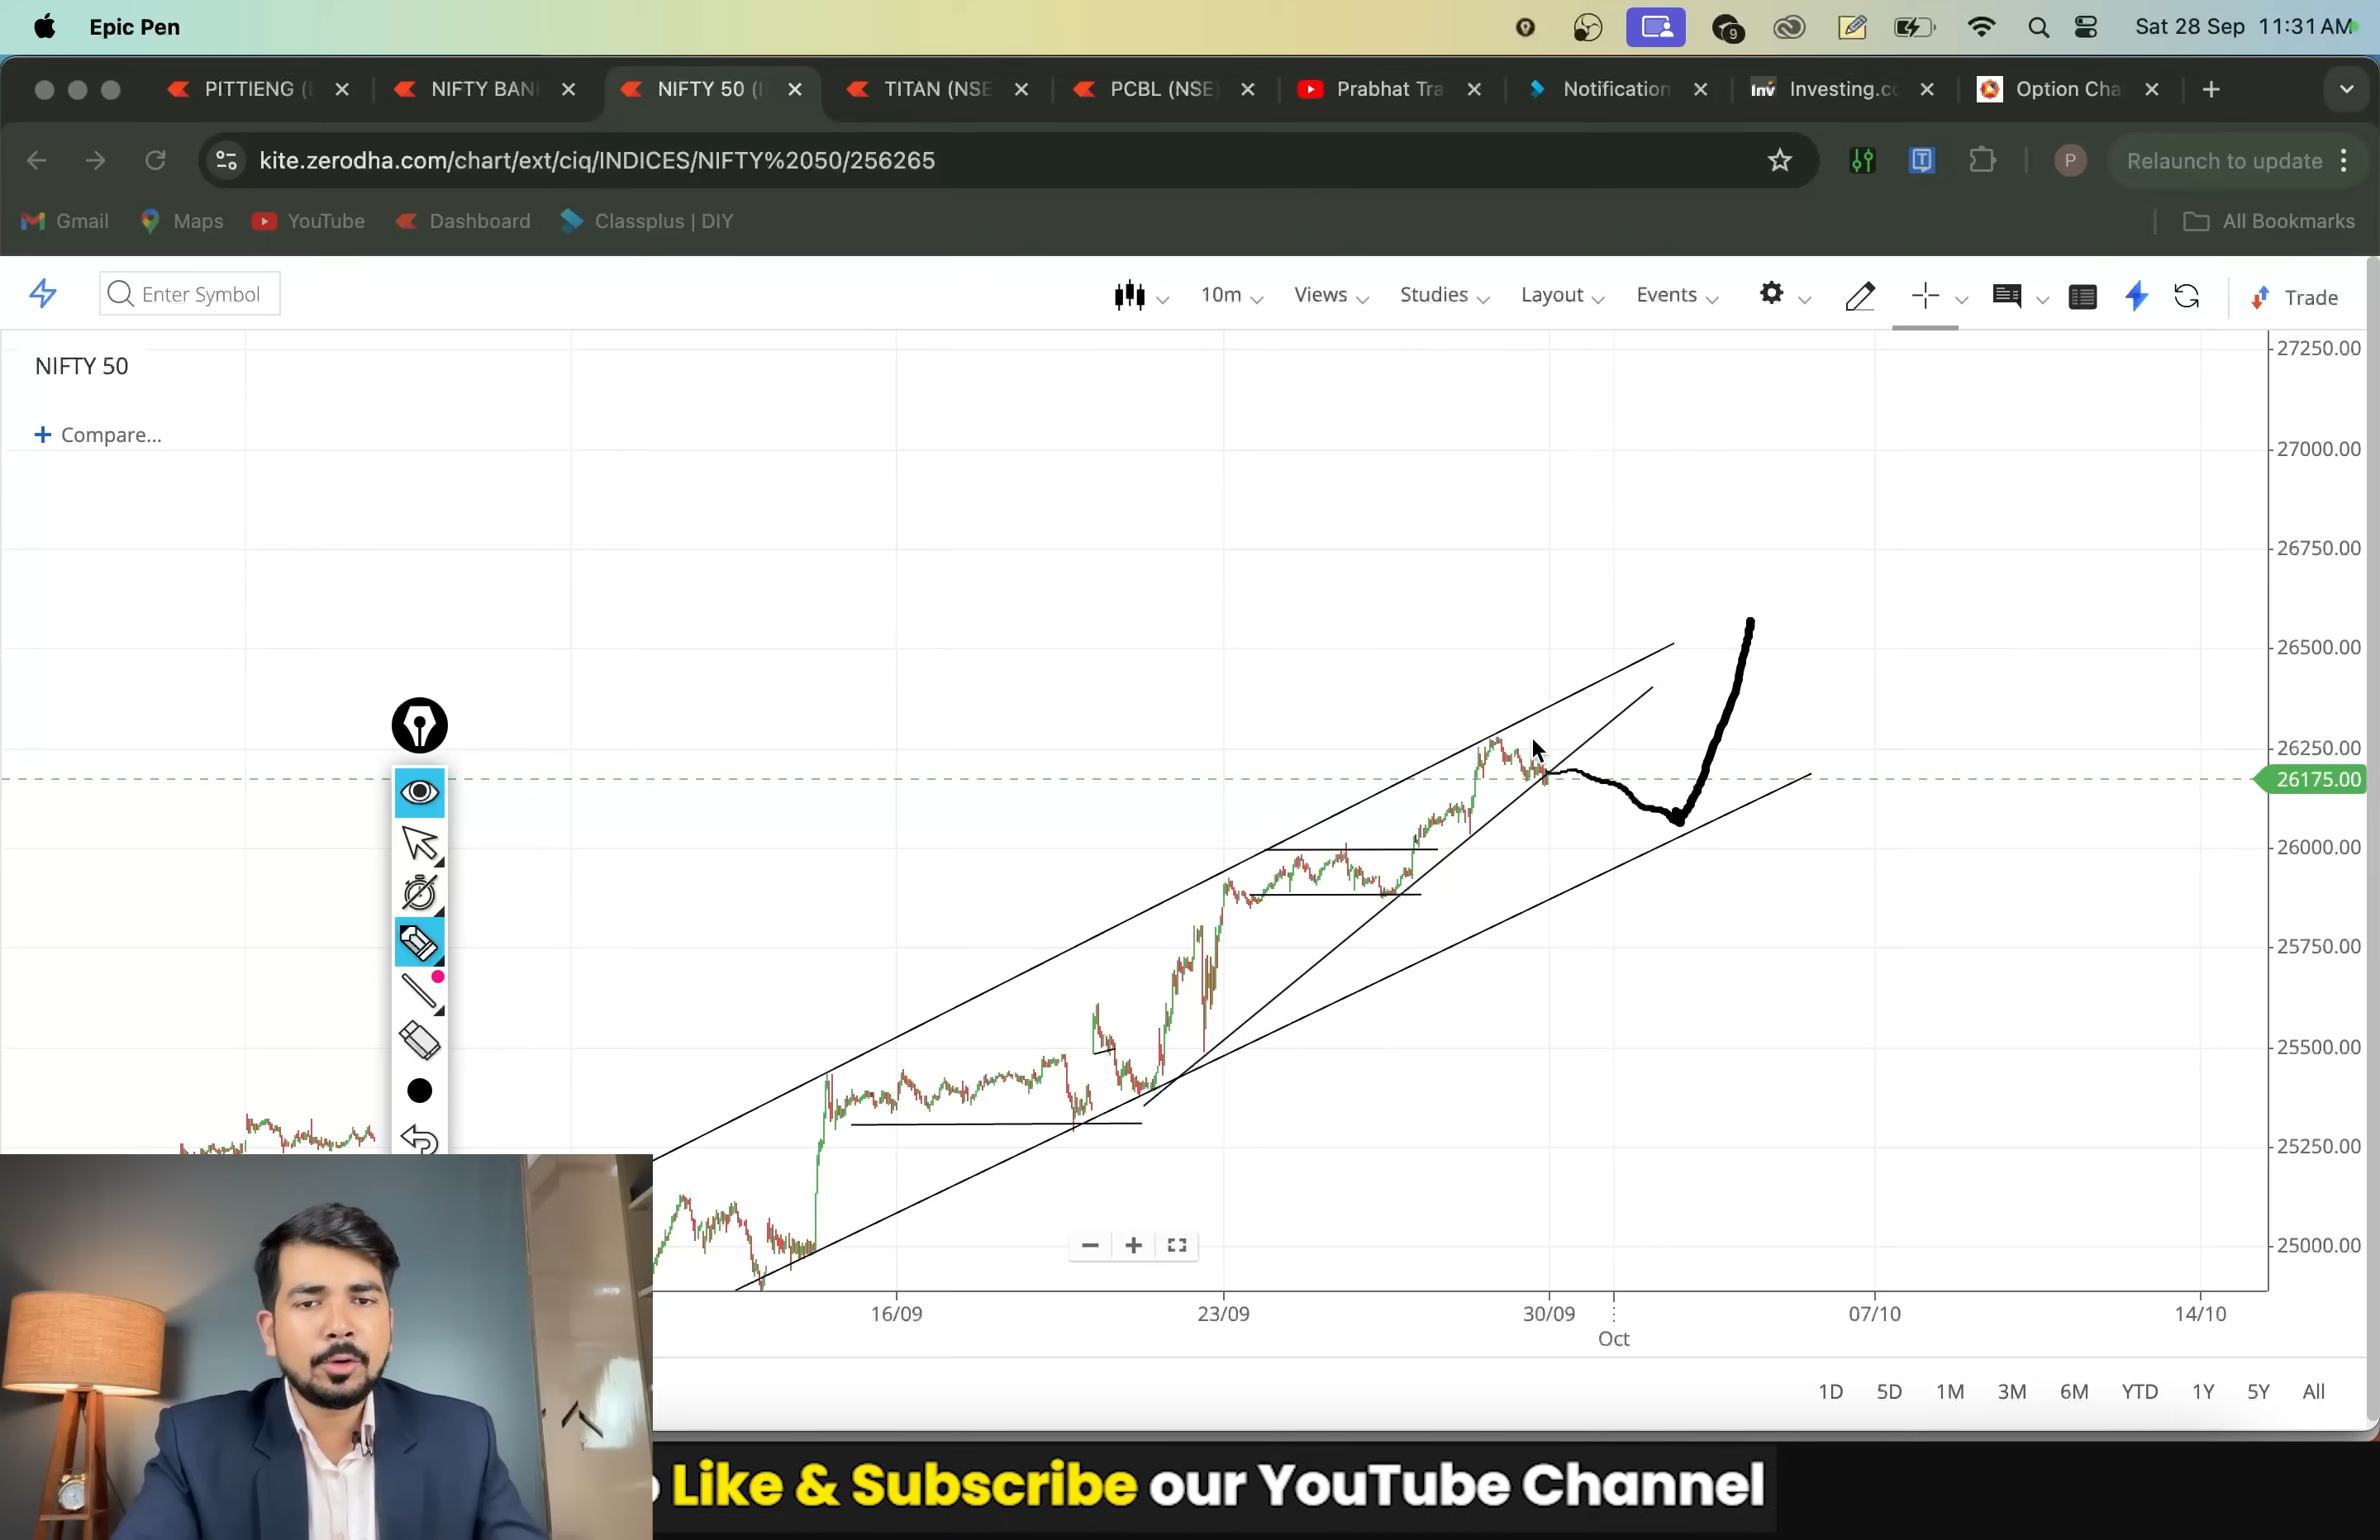 Epic Pen
9
Sat 28 Sep 11:31 AM
PITTIENG (
NIFTY BAN
NIFTY 50 (I
TITAN (NSE
PCBL (NSE)
Prabhat Tra
Notification
Inv Investing.co
Option Cha
kite.zerodha.com/chart/ext/ciq/INDICES/NIFTY%2050/256265
P
Relaunch to update
Gmail
Maps
YouTube
Dashboard
Classplus | DIY
All Bookmarks
Enter Symbol
10m
Views
Studies
Layout
Events
Trade
NIFTY 50
+ Compare...
27250.00
27000.00
26750.00
26500.00
26250.00
26175.00
26000.00
25750.00
25500.00
25250.00
25000.00
16/09
23/09
30/09
Oct
07/10
14/10
1D 5D 1M 3M 6M YTD 1Y 5Y All
Like & Subscribe our YouTube Channel